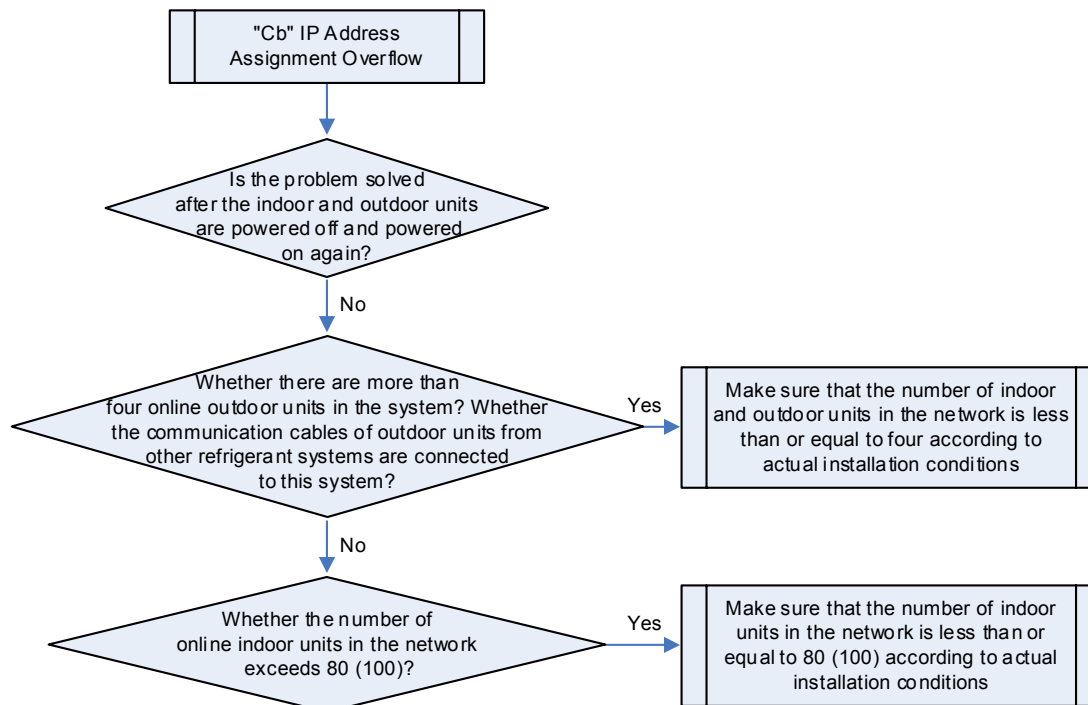 "Cb" IP Address
Assignment Overflow
Is the problem solved
after the indoor and outdoor units
are powered off and powered
on again?
No
Whether there are more than
four online outdoor units in the system? Whether
the communication cables of outdoor units from
other refrigerant systems are connected
to this system?
Yes
Make sure that the number of indoor
and outdoor units in the network is less
than or equal to four according to
actual installation conditions
No
Whether the number of
online indoor units in the network
exceeds 80 (100)?
Yes
Make sure that the number of indoor
units in the network is less than or
equal to 80 (100) according to actual
installation conditions